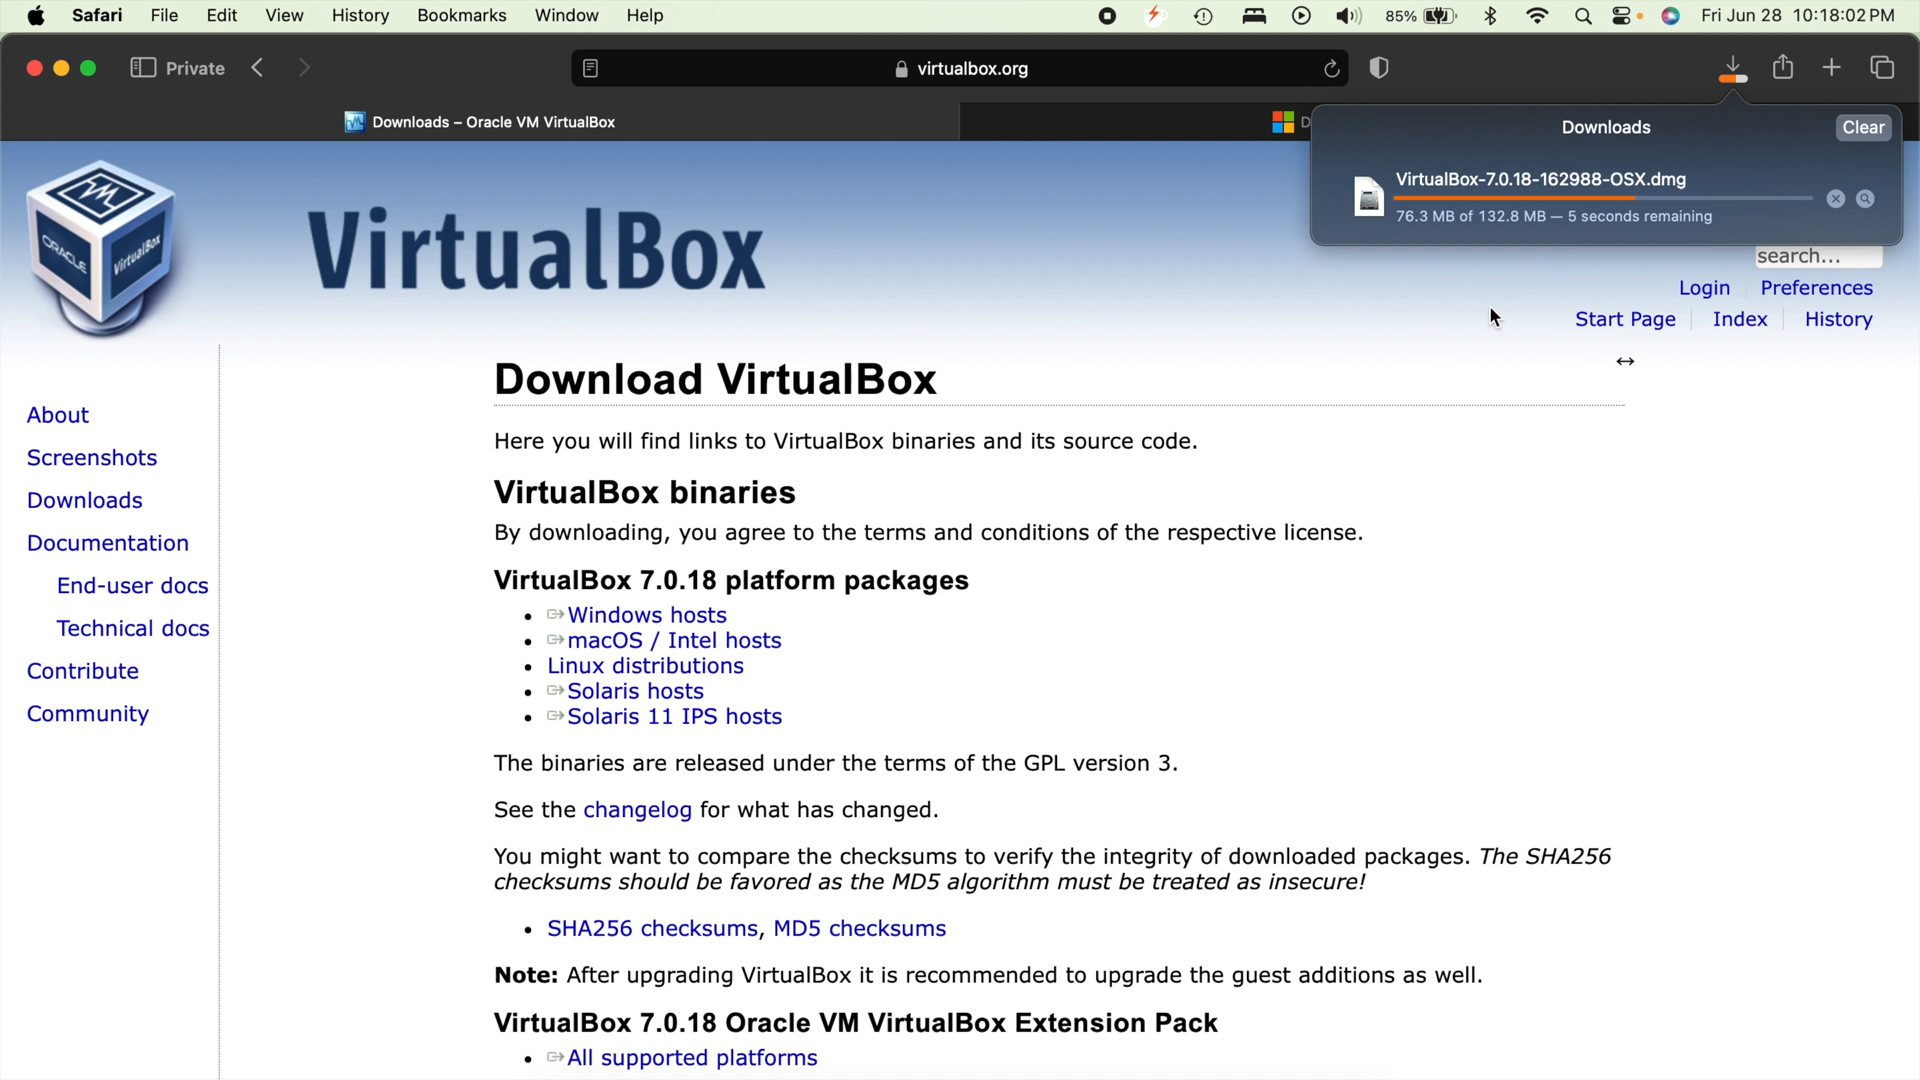 Safari File Edit View History Bookmarks Window Help 85% Fri Jun 28 10:18:02 PM
Private virtualbox.org
Downloads – Oracle VM VirtualBox D
Downloads Clear
VirtualBox-7.0.18-162988-OSX.dmg
76.3 MB of 132.8 MB — 5 seconds remaining
ORACLE VirtualBox
VirtualBox
search...
Login Preferences
Start Page Index History
About
Screenshots
Downloads
Documentation
End-user docs
Technical docs
Contribute
Community
Download VirtualBox
Here you will find links to VirtualBox binaries and its source code.
VirtualBox binaries
By downloading, you agree to the terms and conditions of the respective license.
VirtualBox 7.0.18 platform packages
• Windows hosts
• macOS / Intel hosts
• Linux distributions
• Solaris hosts
• Solaris 11 IPS hosts
The binaries are released under the terms of the GPL version 3.
See the changelog for what has changed.
You might want to compare the checksums to verify the integrity of downloaded packages. The SHA256
checksums should be favored as the MD5 algorithm must be treated as insecure!
• SHA256 checksums, MD5 checksums
Note: After upgrading VirtualBox it is recommended to upgrade the guest additions as well.
VirtualBox 7.0.18 Oracle VM VirtualBox Extension Pack
• All supported platforms